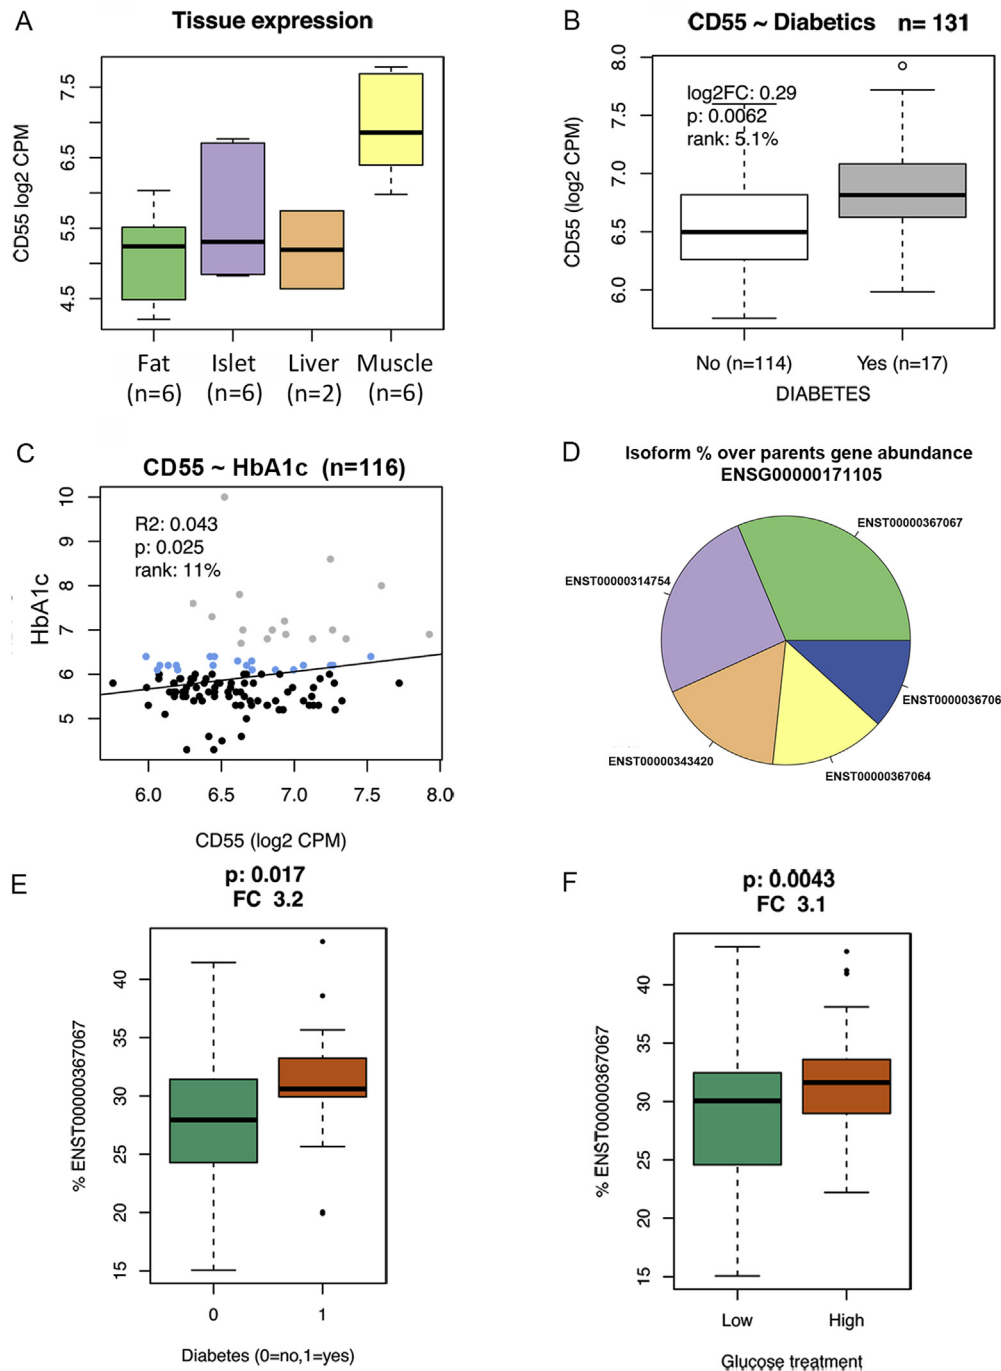 A
Tissue expression
CD55 log2 CPM
7.5
6.5
5.5
4.5
Fat
(n=6)
Islet
(n=6)
Liver
(n=2)
Muscle
(n=6)
B
CD55 ~ Diabetics n= 131
CD55 (log2 CPM)
8.0
7.5
7.0
6.5
6.0
log2FC: 0.29
p: 0.0062
rank: 5.1%
No (n=114)
Yes (n=17)
DIABETES
C
CD55 ~ HbA1c (n=116)
HbA1c
10
9
8
7
6
5
R2: 0.043
p: 0.025
rank: 11%
6.0
6.5
7.0
7.5
8.0
CD55 (log2 CPM)
D
Isoform % over parents gene abundance
ENSG00000171105
ENST00000367067
ENST00000314754
ENST0000036706
ENST00000343420
ENST00000367064
E
p: 0.017
FC 3.2
% ENST00000367067
40
35
30
25
20
15
0
1
Diabetes (0=no,1=yes)
F
p: 0.0043
FC 3.1
% ENST00000367067
40
35
30
25
20
15
Low
High
Glucose treatment